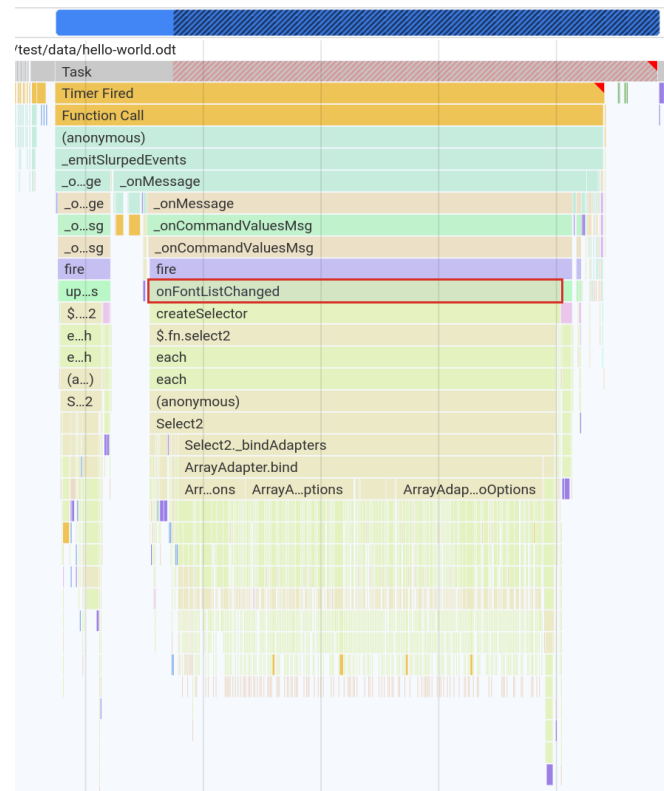 /test/data/hello-world.odt
Task
Timer Fired
Function Call
(anonymous)
_emitSlurpedEvents
_o...ge _onMessage
_o...ge _onMessage
_o...sg _onCommandValuesMsg
_o...sg _onCommandValuesMsg
fire fire
up...s onFontListChanged
$....2 createSelector
e...h $.fn.select2
e...h each
(a...) each
S...2 (anonymous)
Select2
Select2._bindAdapters
ArrayAdapter.bind
Arr...ons ArrayA...ptions ArrayAdap...oOptions